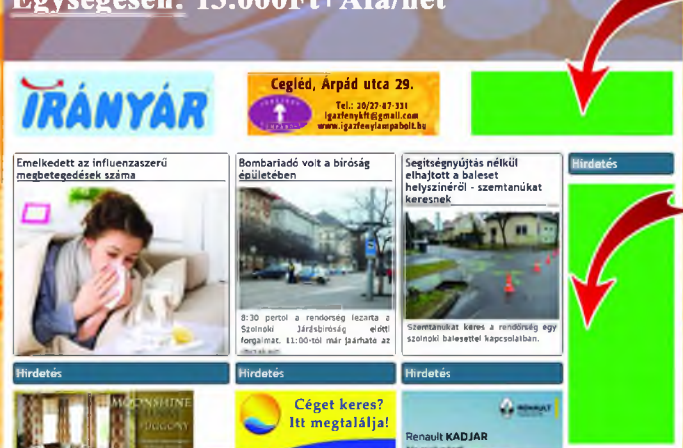 Egységesen: 15.000Ft+Áfa/hét
IRÁNYÁR
Cegléd, Árpád utca 29.
Tel.: 20/27-87-331
igazfenykft@gmail.com
www.igazfenylampabolt.hu
Emelkedett az influenzaszerű
megbetegedések száma
Bombariadó volt a bíróság
épületében
8:30 perctől a rendőrség lezárta a
Szolnoki Járásbíróság előtti
forgalmat. 11:00-tól már járható az
Segítségnyújtás nélkül
elhajtott a baleset
helyszínéről - szemtanúkat
keresnek
Szemtanúkat keres a rendőrség egy
szolnoki balesettel kapcsolatban.
Hirdetés
Hirdetés
Hirdetés
Hirdetés
MOONSHINE
FÜGGÖNY
Céget keres?
Itt megtalálja!
RENAULT
Renault KADJAR